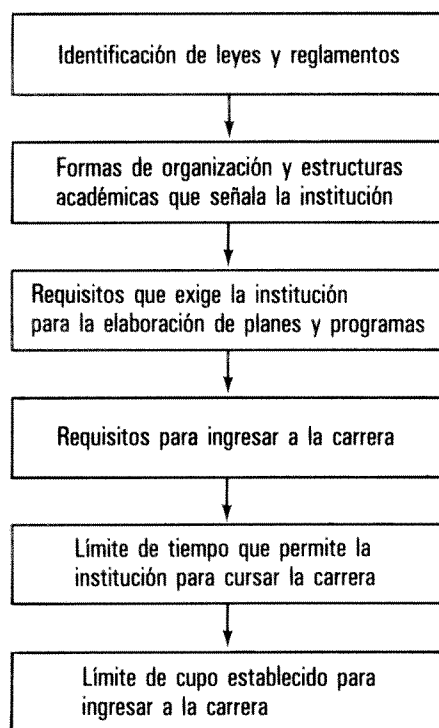 Identificación de leyes y reglamentos
Formas de organización y estructuras
académicas que señala la institución
Requisitos que exige la institución
para la elaboración de planes y programas
Requisitos para ingresar a la carrera
Límite de tiempo que permite la
institución para cursar la carrera
Límite de cupo establecido para
ingresar a la carrera